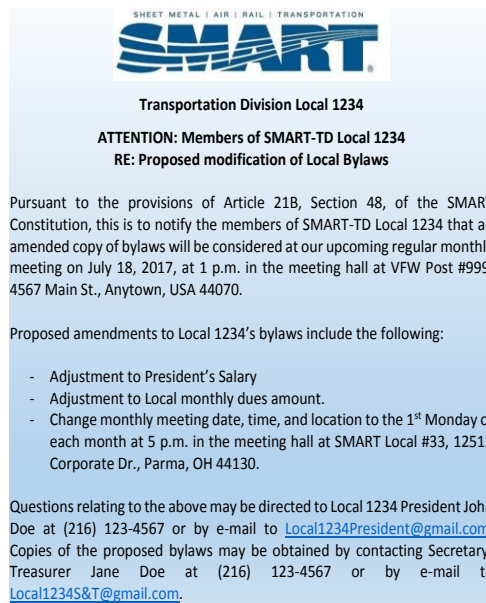 SHEET METAL | AIR | RAIL | TRANSPORTATION
SMART
Transportation Division Local 1234
ATTENTION: Members of SMART-TD Local 1234
RE: Proposed modification of Local Bylaws
Pursuant to the provisions of Article 21B, Section 48, of the SMART
Constitution, this is to notify the members of SMART-TD Local 1234 that
amended copy of bylaws will be considered at our upcoming regular
meeting on July 18, 2017, at 1 p.m. in the meeting hall at VFW Post
4567 Main St., Anytown, USA 44070.
Proposed amendments to Local 1234's bylaws include the following:
- Adjustment to President's Salary
- Adjustment to Local monthly dues amount.
- Change monthly meeting date, time, and location to the 1st Monday
each month at 5 p.m. in the meeting hall at SMART Local #33,
Corporate Dr., Parma, OH 44130.
Questions relating to the above may be directed to Local 1234 President
Doe at (216) 123-4567 or by e-mail to Local1234President@gmail.com
Copies of the proposed bylaws may be obtained by contacting Secretary
Treasurer Jane Doe at (216) 123-4567 or by e-mail
Local1234S&T@gmail.com.